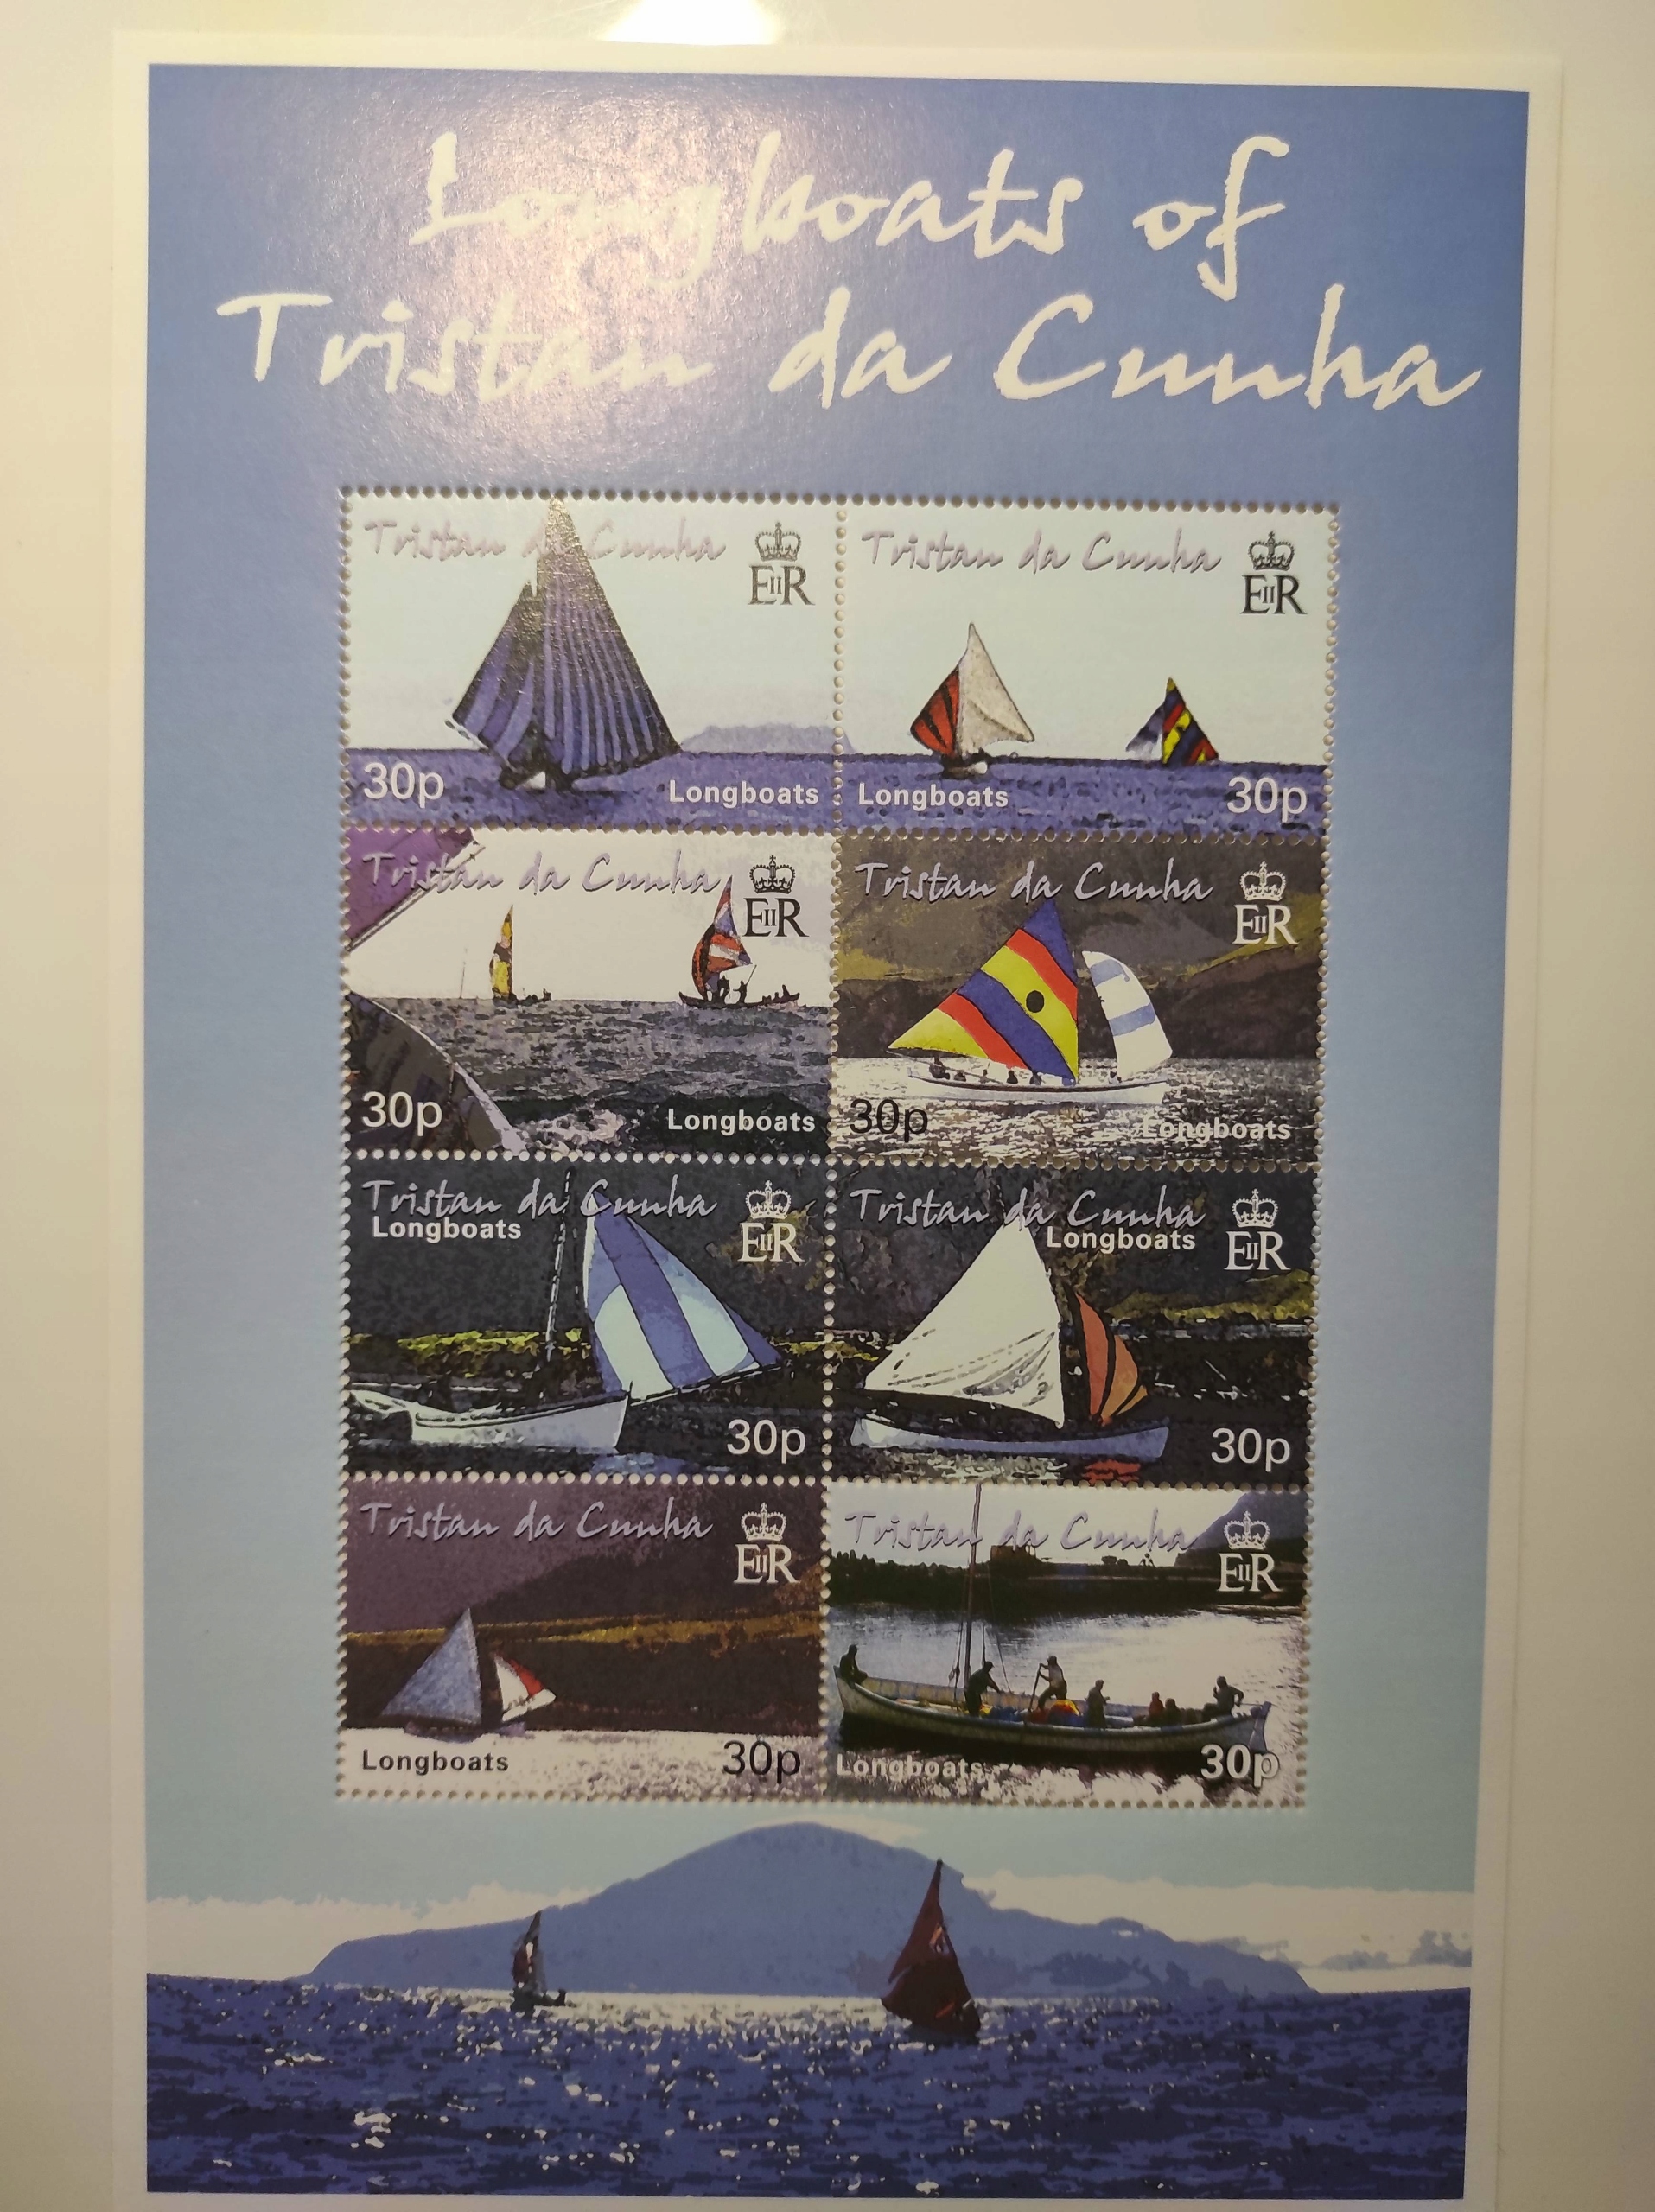 Longboats of
Tristan da Cunha
Tristan da Cunha
EIIR
30p
Longboats
Tristan da Cunha
EIIR
Longboats
30p
Tristan da Cunha
EIIR
30p
Longboats
Tristan da Cunha
EIIR
30p
Longboats
Tristan da Cunha
Longboats
EIIR
30p
Tristan da Cunha
Longboats
EIIR
30p
Tristan da Cunha
EIIR
Longboats
30p
Tristan da Cunha
EIIR
Longboats
30p